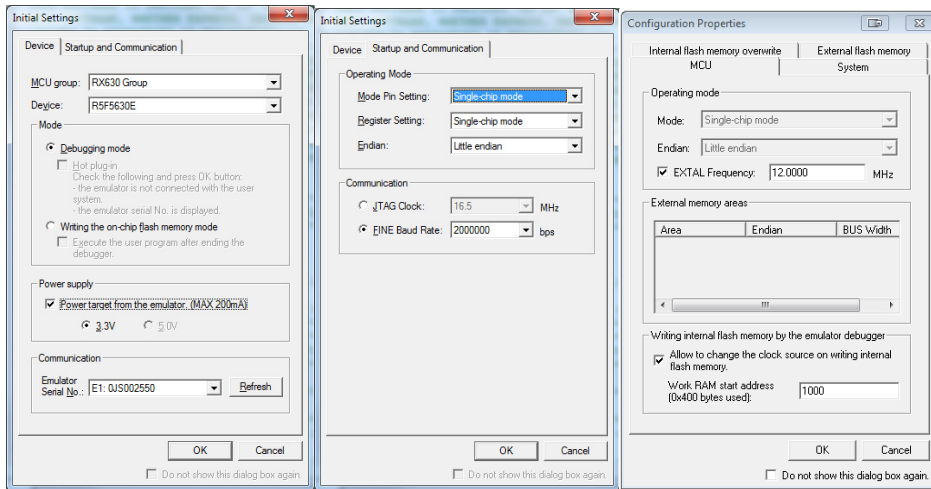 Initial Settings
Device
Startup and Communication
MCU group:
RX630 Group
Device:
R5F5630E
Mode
Debugging mode
Hot plug-in
Check the following and press OK button:
- the emulator is not connected with the user
system.
- the emulator serial No. is displayed.
Writing the on-chip flash memory mode
Execute the user program after ending the
debugger.
Power supply
Power target from the emulator. (MAX 200mA)
3.3V
5.0V
Communication
Emulator
Serial No.:
E1: 0JS002550
Refresh
OK
Cancel
Do not show this dialog box again.
Initial Settings
Device
Startup and Communication
Operating Mode
Mode Pin Setting:
Single-chip mode
Register Setting:
Single-chip mode
Endian:
Little endian
Communication
JTAG Clock:
16.5
MHz
FINE Baud Rate:
2000000
bps
OK
Cancel
Do not show this dialog box again.
Configuration Properties
Internal flash memory overwrite
External flash memory
MCU
System
Operating mode
Mode:
Single-chip mode
Endian:
Little endian
EXTAL Frequency:
12.0000
MHz
External memory areas
Area
Endian
BUS Width
Writing internal flash memory by the emulator debugger
Allow to change the clock source on writing internal
flash memory.
Work RAM start address
(0x400 bytes used):
1000
OK
Cancel
Do not show this dialog box again.